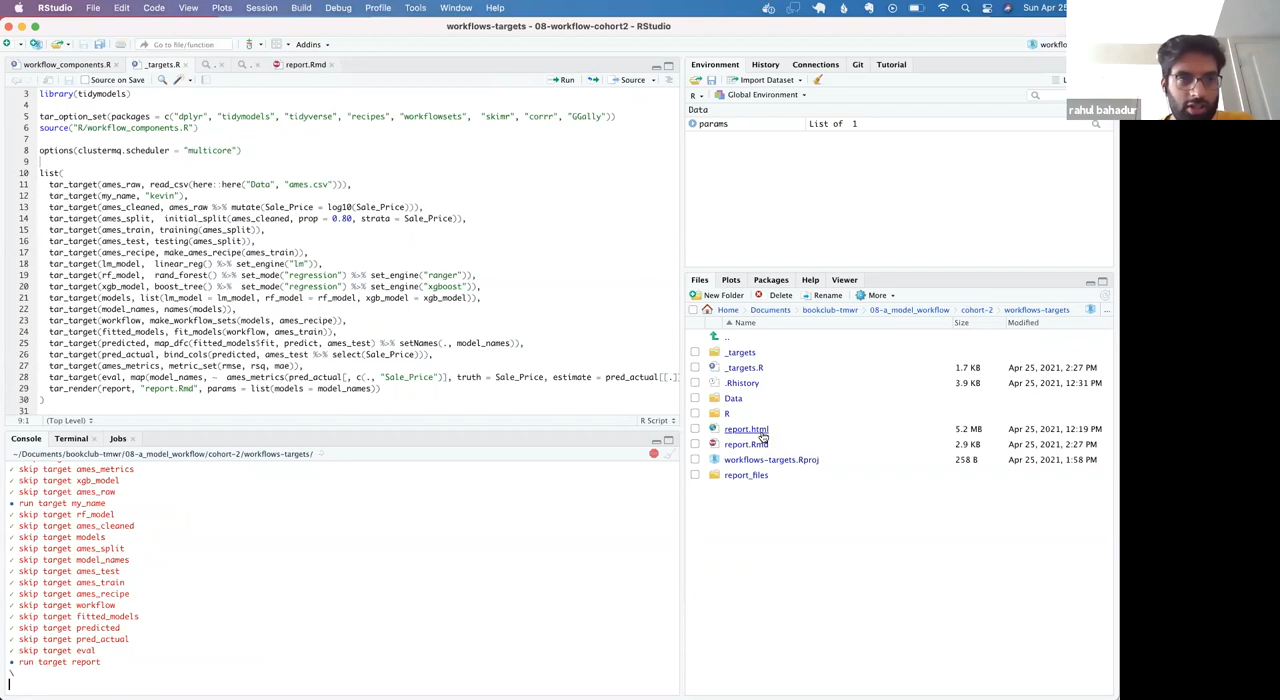 RStudio File Edit Code View Plots Session Build Debug Profile Tools Window Help Sun Apr 25
workflows-targets - 08-workflow-cohort2 - RStudio
Go to file/function Addins workflo
workflow_components.R _targets.R report.Rmd
Source on Save Run Source
3 library(tidymodels)
4
5 tar_option_set(packages = c("dplyr", "tidymodels", "tidyverse", "recipes", "workflowsets", "skimr", "corrr", "GGally"))
6 source("R/workflow_components.R")
7
8 options(clustermq.scheduler = "multicore")
9
10 list(
11 tar_target(ames_raw, read_csv(here::here("Data", "ames.csv"))),
12 tar_target(my_name, "kevin"),
13 tar_target(ames_cleaned, ames_raw %>% mutate(Sale_Price = log10(Sale_Price))),
14 tar_target(ames_split, initial_split(ames_cleaned, prop = 0.80, strata = Sale_Price)),
15 tar_target(ames_train, training(ames_split)),
16 tar_target(ames_test, testing(ames_split)),
17 tar_target(ames_recipe, make_ames_recipe(ames_train)),
18 tar_target(lm_model, linear_reg() %>% set_engine("lm")),
19 tar_target(rf_model, rand_forest() %>% set_mode("regression") %>% set_engine("ranger")),
20 tar_target(xgb_model, boost_tree() %>% set_mode("regression") %>% set_engine("xgboost")),
21 tar_target(models, list(lm_model = lm_model, rf_model = rf_model, xgb_model = xgb_model)),
22 tar_target(model_names, names(models)),
23 tar_target(workflow, make_workflow_sets(models, ames_recipe)),
24 tar_target(fitted_models, fit_models(workflow, ames_train)),
25 tar_target(predicted, map_dfc(fitted_models$fit, predict, ames_test) %>% setNames(., model_names)),
26 tar_target(pred_actual, bind_cols(predicted, ames_test %>% select(Sale_Price))),
27 tar_target(ames_metrics, metric_set(rmse, rsq, mae)),
28 tar_target(eval, map(model_names, ~ ames_metrics(pred_actual[, c(., "Sale_Price")], truth = Sale_Price, estimate = pred_actual[[.]
29 tar_render(report, "report.Rmd", params = list(models = model_names))
30 )
31
9:1 (Top Level) R Script
Console Terminal Jobs
~/Documents/bookclub-tmwr/08-a_model_workflow/cohort-2/workflows-targets/
✓ skip target ames_metrics
✓ skip target xgb_model
✓ skip target ames_raw
• run target my_name
✓ skip target rf_model
✓ skip target ames_cleaned
✓ skip target models
✓ skip target ames_split
✓ skip target model_names
✓ skip target ames_test
✓ skip target ames_train
✓ skip target ames_recipe
✓ skip target workflow
✓ skip target fitted_models
✓ skip target predicted
✓ skip target pred_actual
✓ skip target eval
• run target report
\
Environment History Connections Git Tutorial
Import Dataset
R Global Environment
Data
params List of 1
Files Plots Packages Help Viewer
New Folder Delete Rename More
Home Documents bookclub-tmwr 08-a_model_workflow cohort-2 workflows-targets ...
Name Size Modified
..
_targets
_targets.R 1.7 KB Apr 25, 2021, 2:27 PM
.Rhistory 3.9 KB Apr 25, 2021, 12:31 PM
Data
R
report.html 5.2 MB Apr 25, 2021, 12:19 PM
report.Rmd 2.9 KB Apr 25, 2021, 2:27 PM
workflows-targets.Rproj 258 B Apr 25, 2021, 1:58 PM
report_files
rahul bahadur